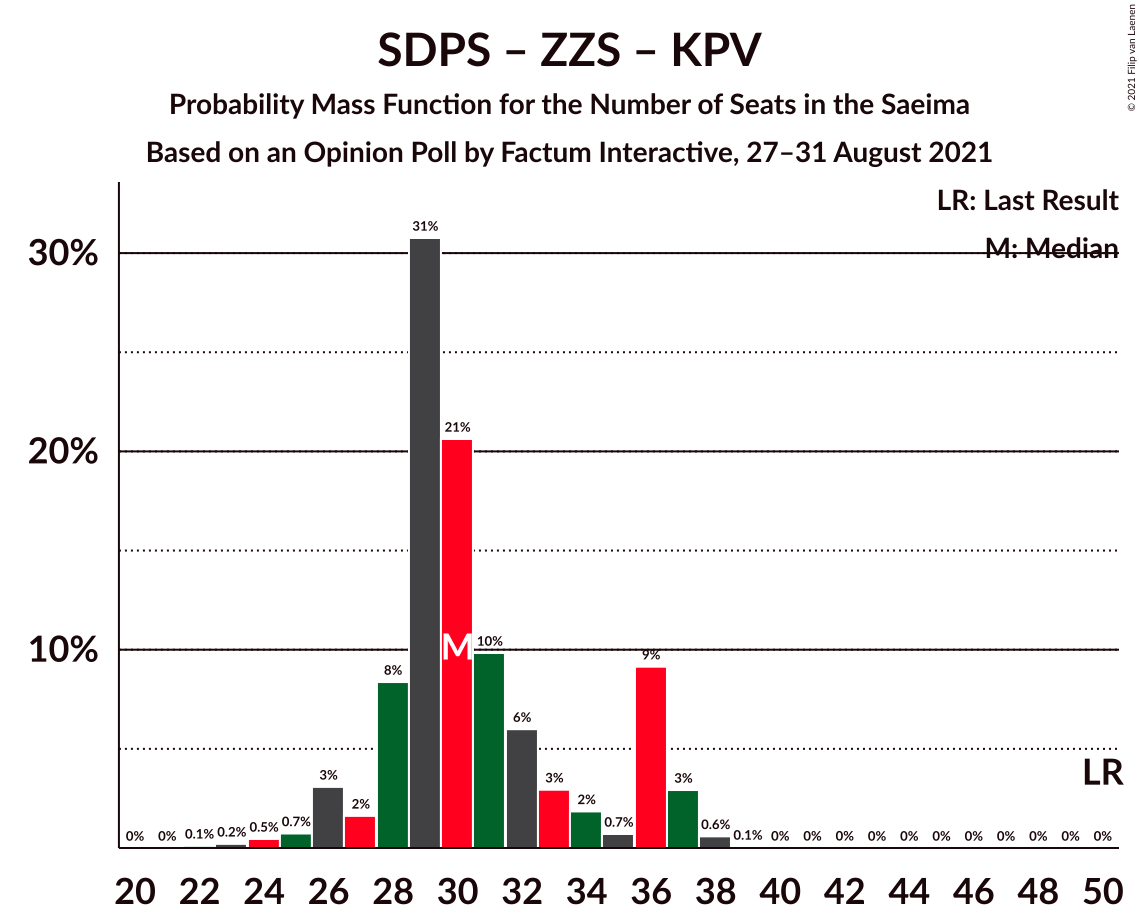 SDPS – ZZS – KPV
Probability Mass Function for the Number of Seats in the Saeima
Based on an Opinion Poll by Factum Interactive, 27–31 August 2021
© 2021 Filip van Laenen
LR: Last Result
M: Median
30%
20%
10%
0% 0% 0.1% 0.2% 0.5% 0.7% 3% 2% 8% 31% 21% 10% 6% 3% 2% 0.7% 9% 3% 0.6% 0.1% 0% 0% 0% 0% 0% 0% 0% 0% 0% 0% 0%
M
LR
20 22 24 26 28 30 32 34 36 38 40 42 44 46 48 50